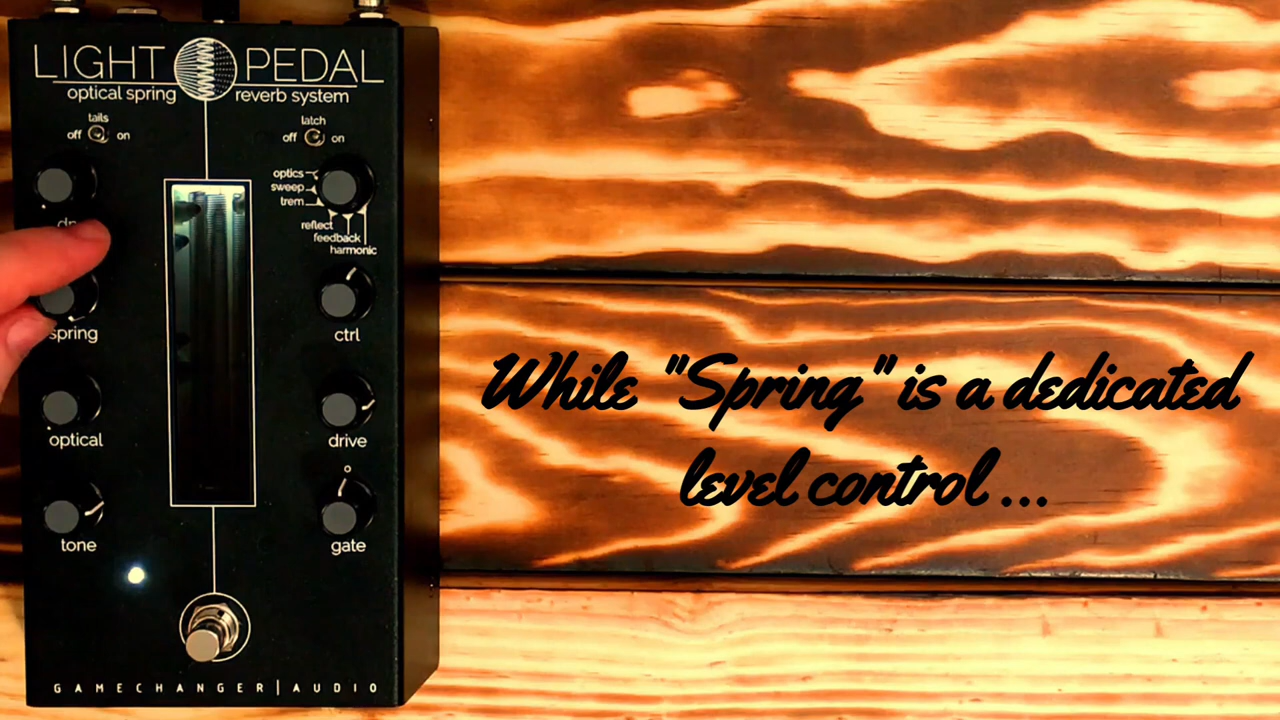 LIGHT PEDAL
optical spring reverb system
tails
off on
latch
off on
optics
sweep
trem
reflect
feedback
harmonic
spring
ctrl
optical
drive
tone
gate
GAMECHANGER | AUDIO
While "Spring" is a dedicated
level control ...